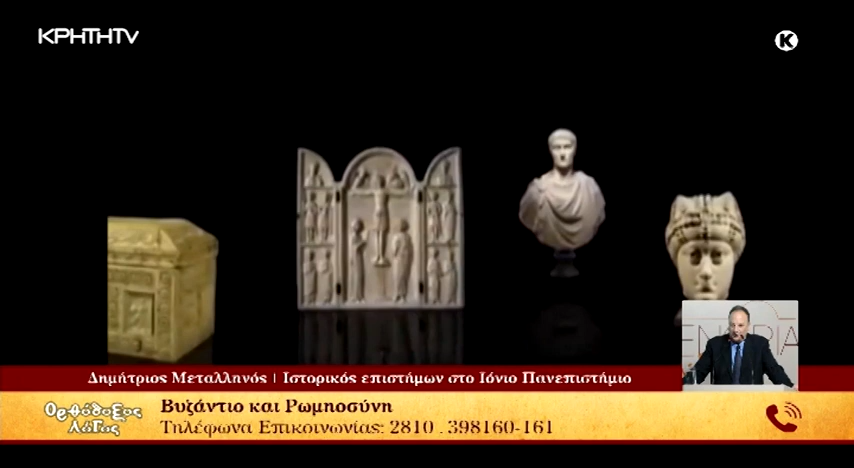 ΚΡΗΤΗTV
K
Δημήτριος Μεταλληνός | Ιστορικός επιστήμων στο Ιόνιο Πανεπιστήμιο
Ορθόδοξος
Λόγος
Βυζάντιο και Ρωμηοσύνη
Τηλέφωνα Επικοινωνίας: 2810 . 398160-161